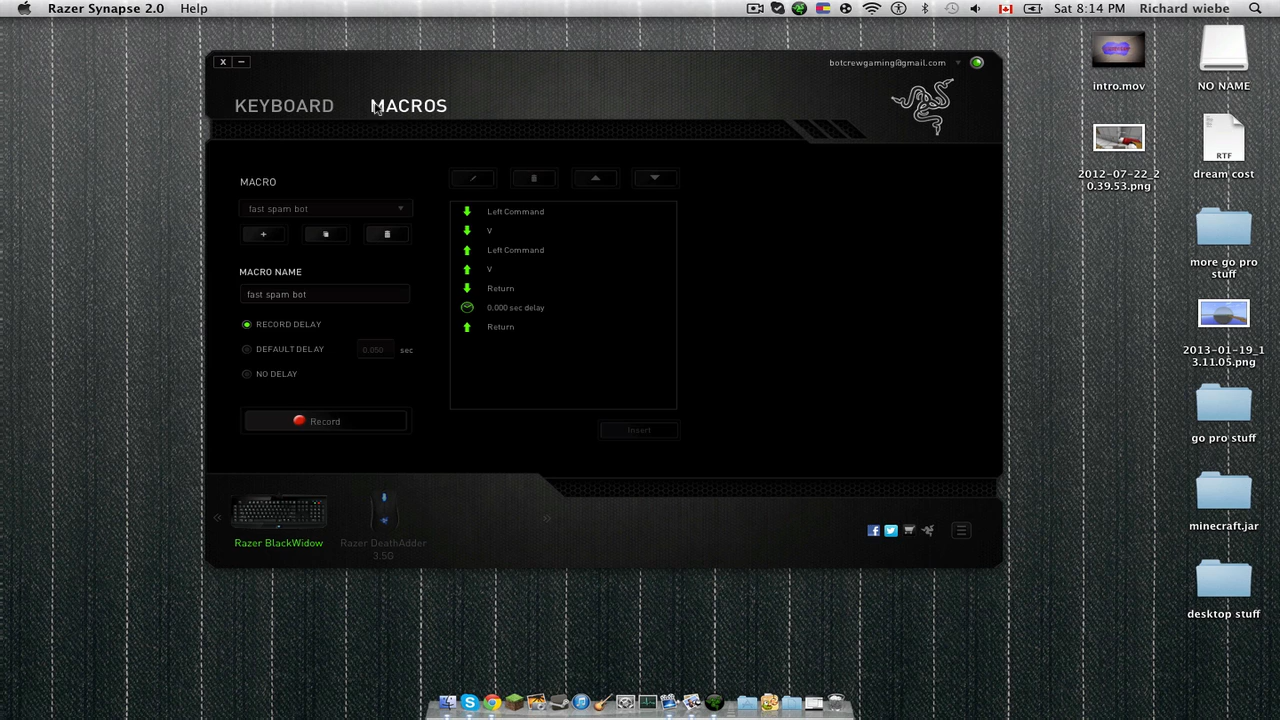 Razer Synapse 2.0 Help
Sat 8:14 PM Richard wiebe
X
botcrewgaming@gmail.com
KEYBOARD MACROS
MACRO
fast spam bot
MACRO NAME
fast spam bot
RECORD DELAY
DEFAULT DELAY 0.050 sec
NO DELAY
Record
Left Command
V
Left Command
V
Return
0.000 sec delay
Return
Insert
Razer BlackWidow
Razer DeathAdder
3.5G
intro.mov
NO NAME
2012-07-22_2
0.39.53.png
RTF
dream cost
more go pro
stuff
2013-01-19_1
3.11.05.png
go pro stuff
minecraft.jar
desktop stuff